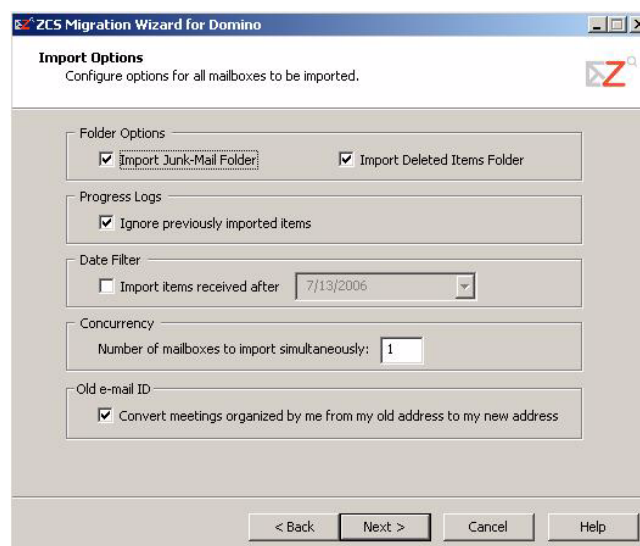 ZCS Migration Wizard for Domino
Import Options
Configure options for all mailboxes to be imported.
Folder Options
Import Junk-Mail Folder Import Deleted Items Folder
Progress Logs
Ignore previously imported items
Date Filter
Import items received after 7/13/2006
Concurrency
Number of mailboxes to import simultaneously: 1
Old e-mail ID
Convert meetings organized by me from my old address to my new address
< Back Next > Cancel Help